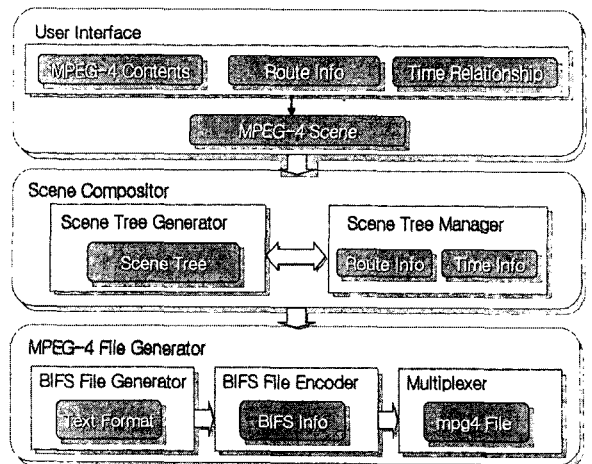 User Interface
MPEG-4 Contents
Route Info
Time Relationship
MPEG-4 Scene
Scene Compositor
Scene Tree Generator
Scene Tree Manager
Scene Tree
Route Info
Time Info
MPEG-4 File Generator
BIFS File Generator
BIFS File Encoder
Multiplexer
Text Format
BIFS Info
mpg4 File